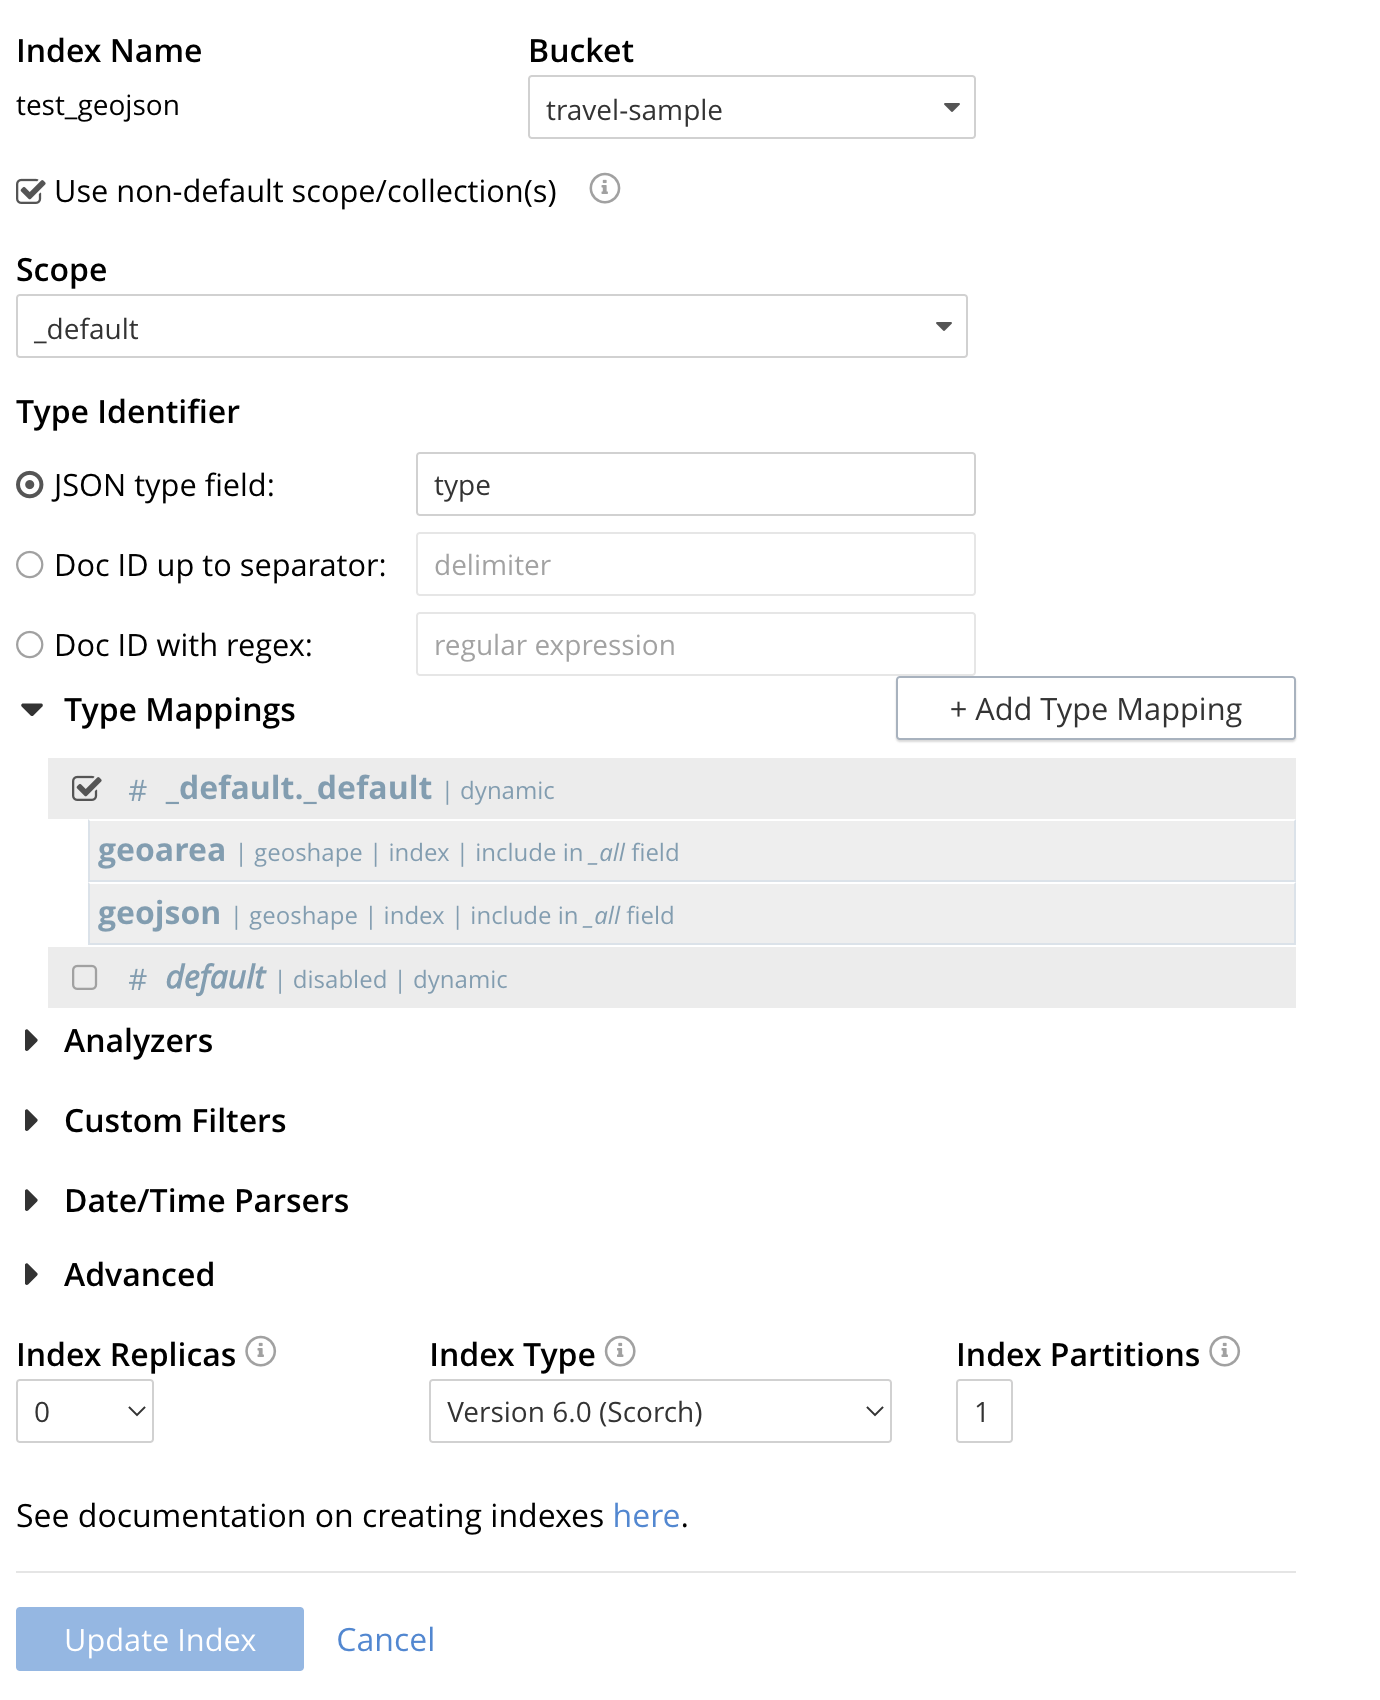 Index Name
Bucket
test_geojson
travel-sample
Use non-default scope/collection(s)
Scope
_default
Type Identifier
JSON type field:
type
Doc ID up to separator:
delimiter
Doc ID with regex:
regular expression
Type Mappings
+ Add Type Mapping
# _default._default | dynamic
geoarea | geoshape | index | include in _all field
geojson | geoshape | index | include in _all field
# default | disabled | dynamic
Analyzers
Custom Filters
Date/Time Parsers
Advanced
Index Replicas
Index Type
Index Partitions
0
Version 6.0 (Scorch)
1
See documentation on creating indexes here.
Update Index
Cancel